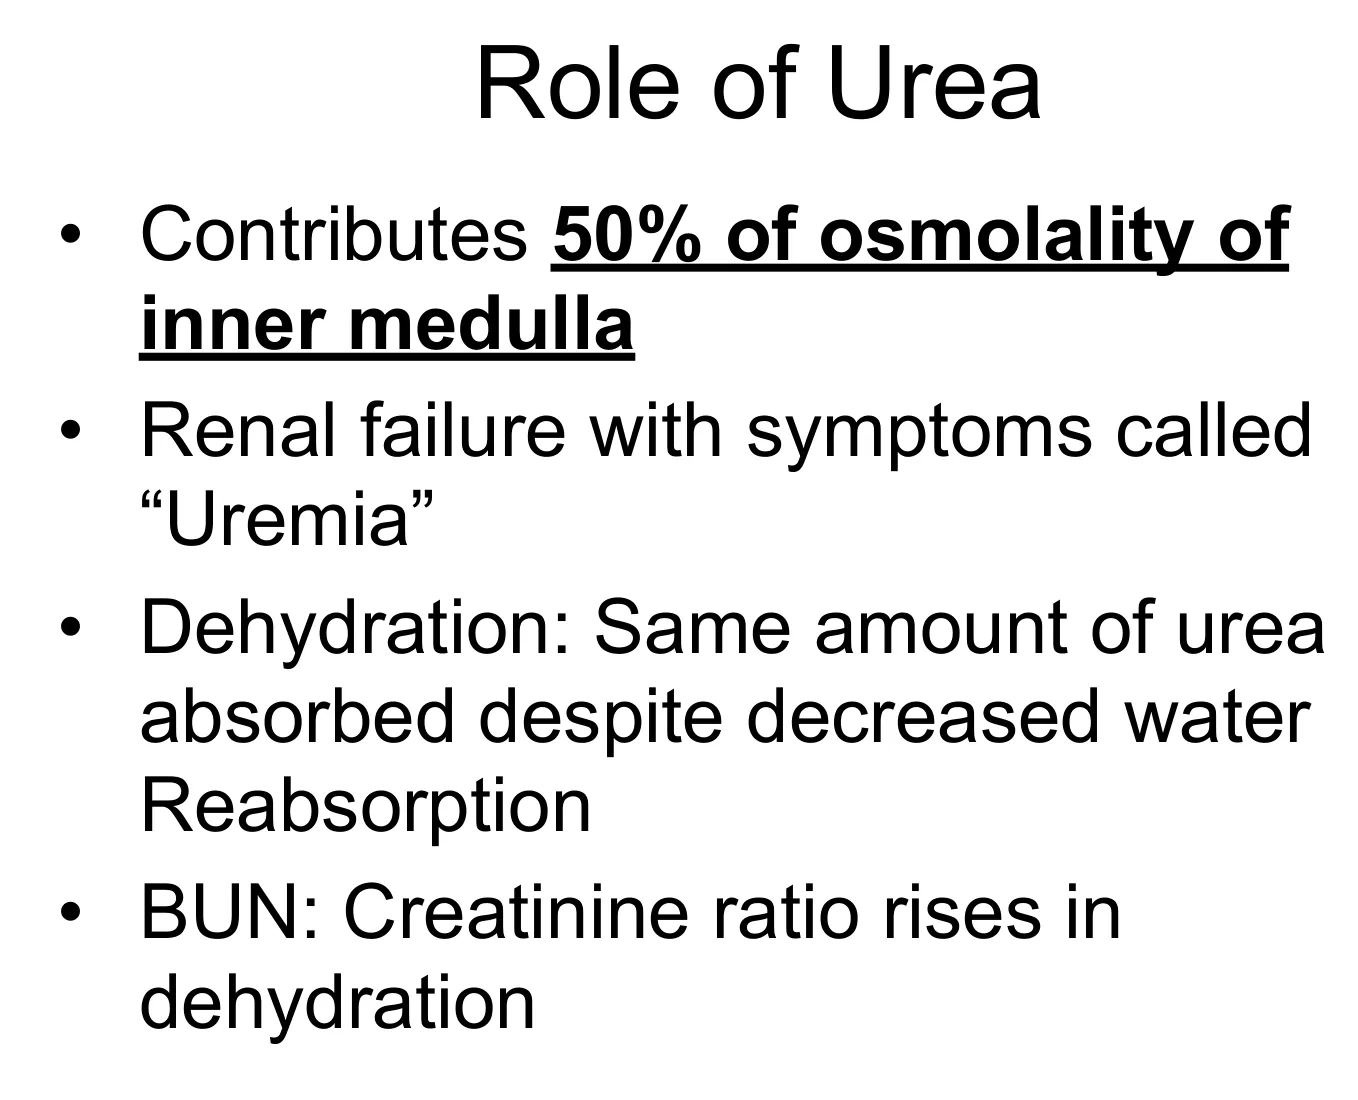 Role of Urea
• Contributes 50% of osmolality of
inner medulla
• Renal failure with symptoms called
“Uremia”
• Dehydration: Same amount of urea
absorbed despite decreased water
Reabsorption
• BUN: Creatinine ratio rises in
dehydration